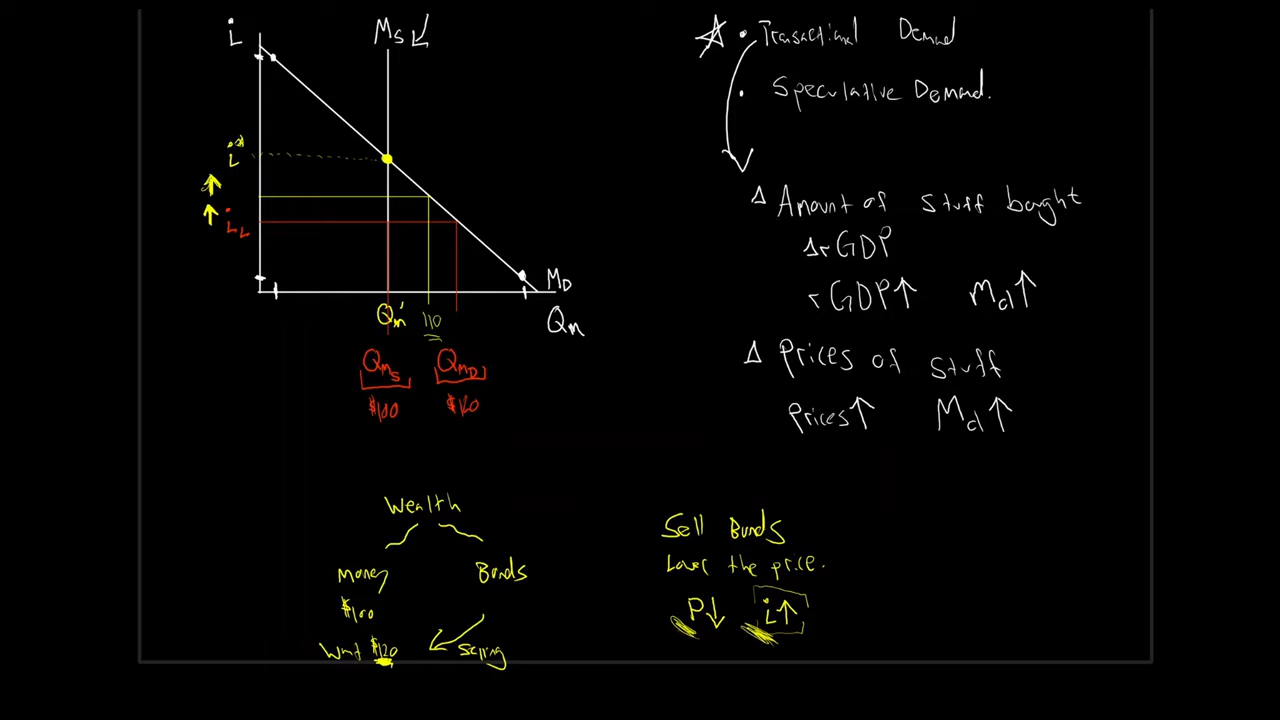 i
Ms
i*
iL
MD
Qm' 110
Qm
QmS QmD
$100 $120
Wealth
Money Bonds
$100
Want $120 Selling
Transactional Demand
Speculative Demand.
Δ Amount of stuff bought
Δ rGDP
rGDP↑ Md↑
Δ Prices of stuff
Prices↑ Md↑
Sell Bonds
Lower the price.
P↓ i↑